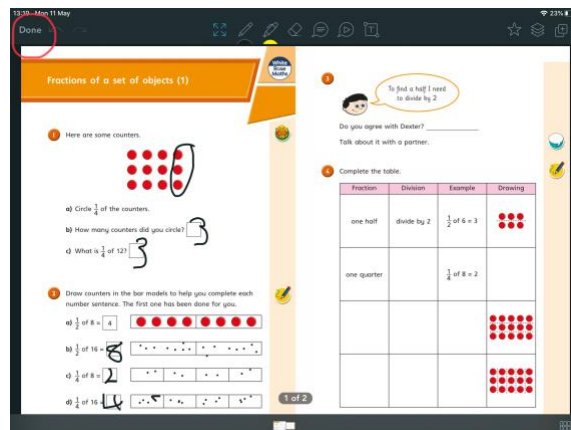 13:19 Mon 11 May
23%
Done
Fractions of a set of objects (1)
White Rose Maths
1 Here are some counters.
a) Circle 1/4 of the counters.
b) How many counters did you circle? 3
c) What is 1/4 of 12? 3
2 Draw counters in the bar models to help you complete each
number sentence. The first one has been done for you.
a) 1/2 of 8 = 4
b) 1/2 of 16 = 8
c) 1/4 of 8 = 2
d) 1/4 of 16 = 4
3
To find a half I need
to divide by 2
Do you agree with Dexter?
Talk about it with a partner.
4 Complete the table.
Fraction Division Example Drawing
one half divide by 2 1/2 of 6 = 3
one quarter 1/4 of 8 = 2
1 of 2